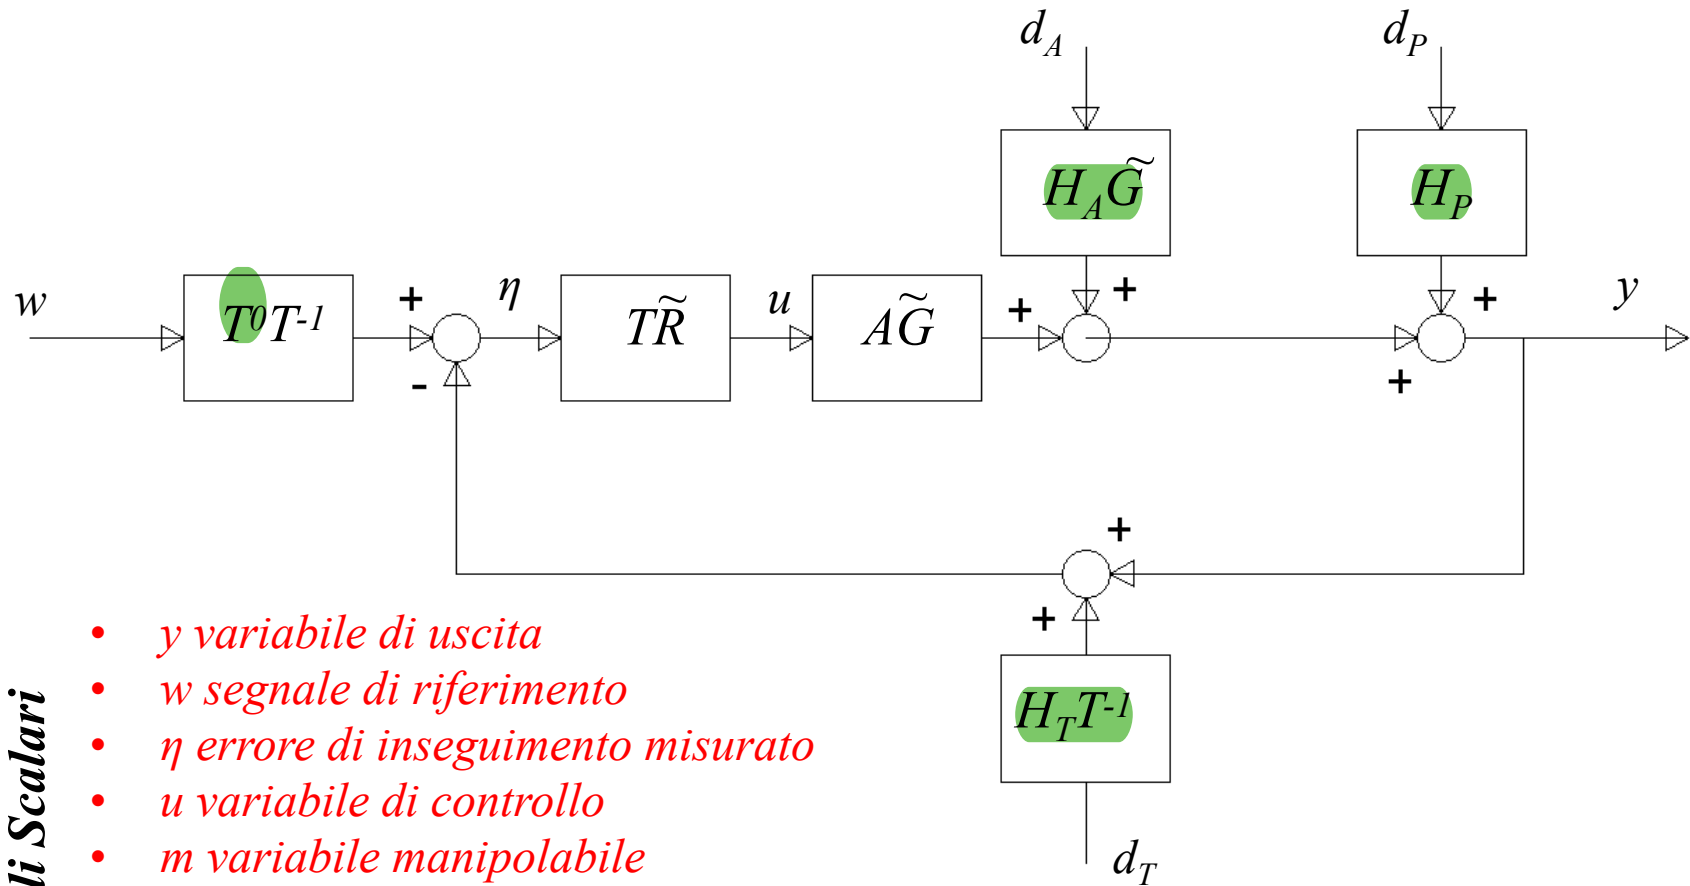 d_A d_P
H_A G̃ H_P
+ +
w T⁰T⁻¹ + η TR̃ u AG̃ + y
- +
+
+
• y variabile di uscita
• w segnale di riferimento
H_T T⁻¹
• η errore di inseguimento misurato
• u variabile di controllo
• m variabile manipolabile
d_T
li Scalari